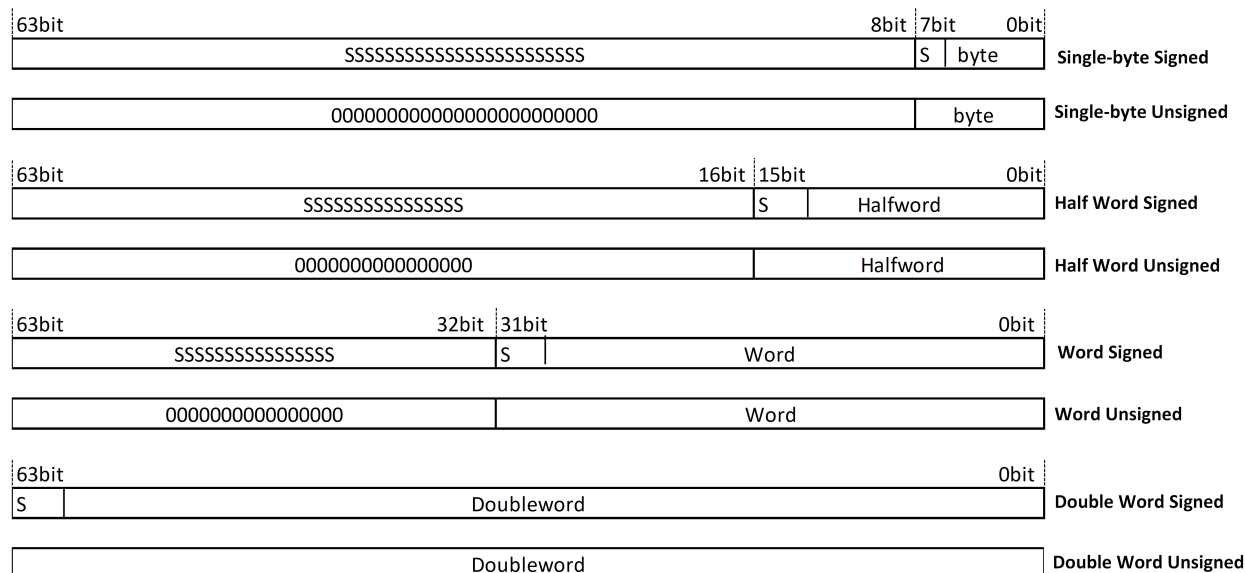 63bit 8bit 7bit 0bit
SSSSSSSSSSSSSSSSSSSSSSSS S byte Single-byte Signed
000000000000000000000000 byte Single-byte Unsigned
63bit 16bit 15bit 0bit
SSSSSSSSSSSSSSSS S Halfword Half Word Signed
0000000000000000 Halfword Half Word Unsigned
63bit 32bit 31bit 0bit
SSSSSSSSSSSSSSSS S Word Word Signed
0000000000000000 Word Word Unsigned
63bit 0bit
S Doubleword Double Word Signed
Doubleword Double Word Unsigned